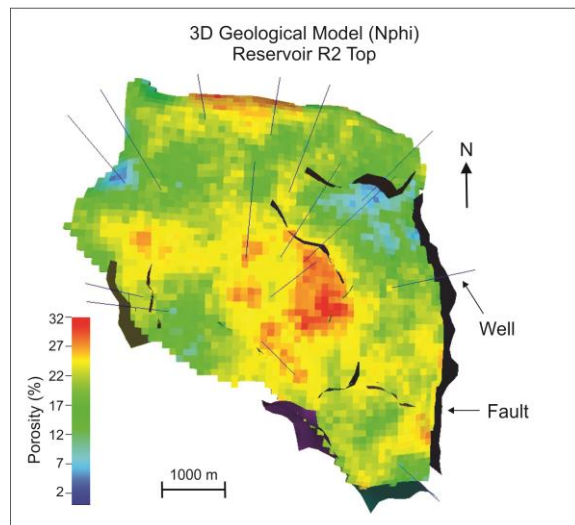 3D Geological Model (Nphi)
Reservoir R2 Top
N
32
27
22
17
12
7
2
Porosity (%)
Well
Fault
1000 m